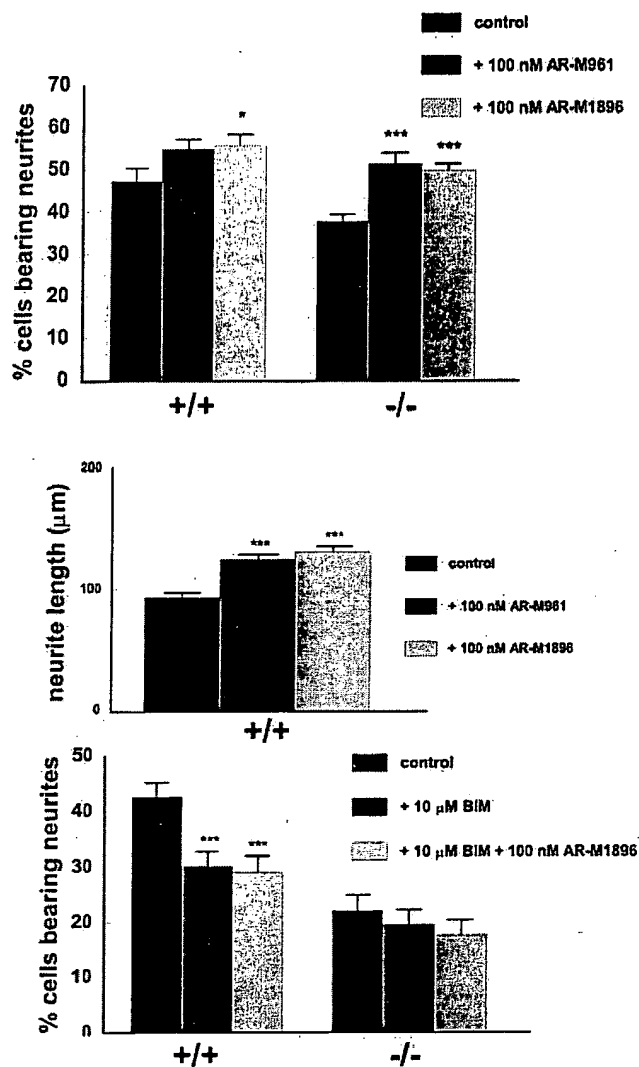 control
+ 100 nM AR-M961
+ 100 nM AR-M1896
% cells bearing neurites
70
60
50
40
30
20
10
0
*
***
***
+/+
-/-
neurite length (µm)
200
100
0
***
***
control
+ 100 nM AR-M961
+ 100 nM AR-M1896
+/+
% cells bearing neurites
50
40
30
20
10
0
***
***
control
+ 10 µM BIM
+ 10 µM BIM + 100 nM AR-M1896
+/+
-/-